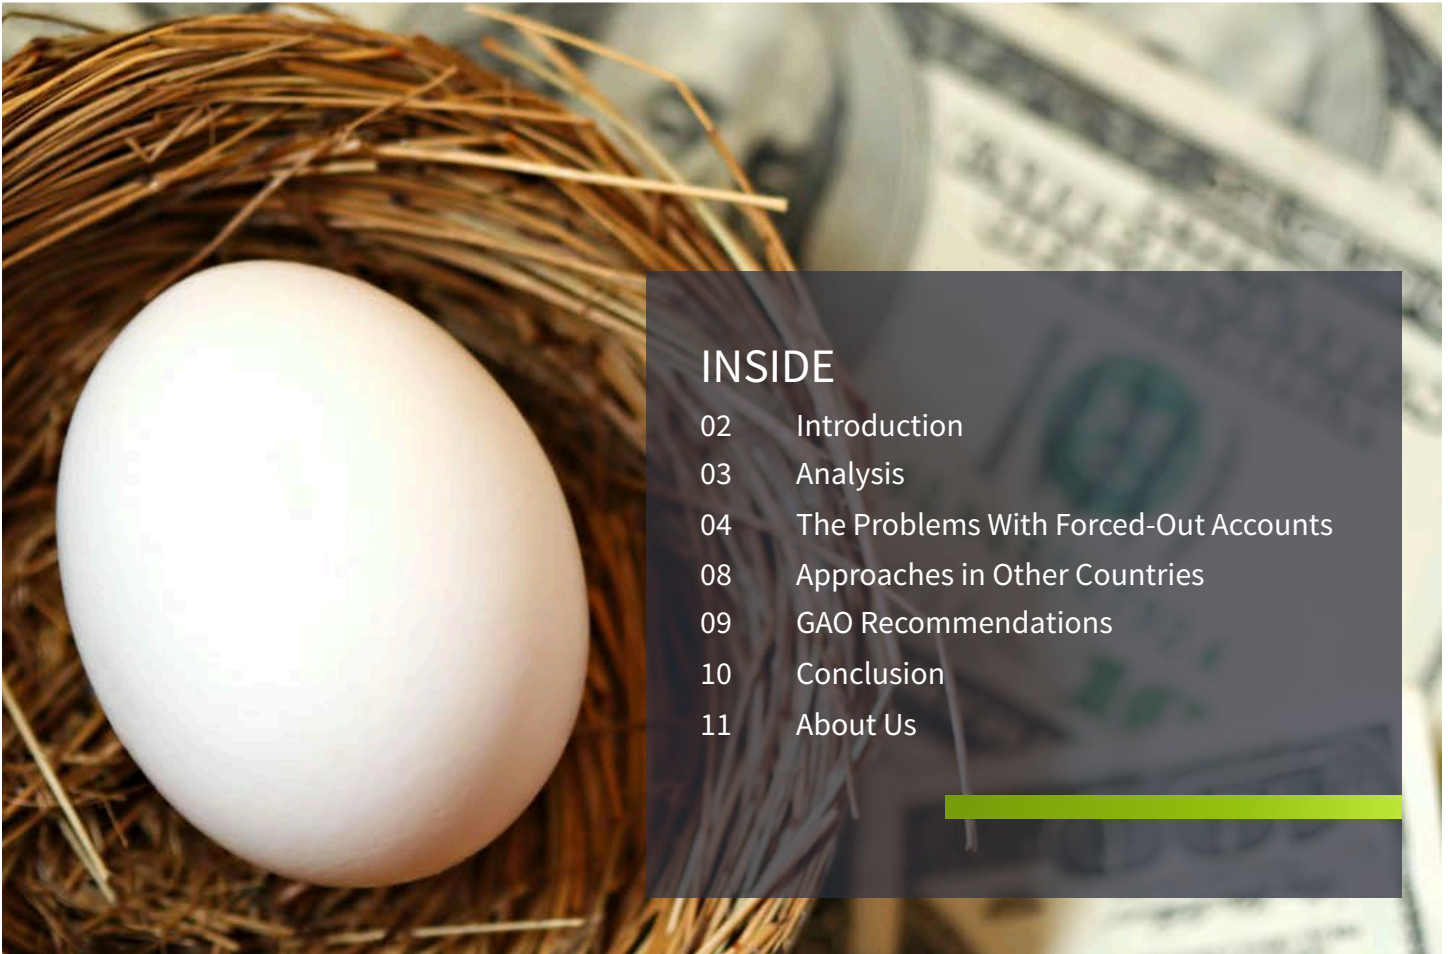 INSIDE
02 Introduction
03 Analysis
04 The Problems With Forced-Out Accounts
08 Approaches in Other Countries
09 GAO Recommendations
10 Conclusion
11 About Us